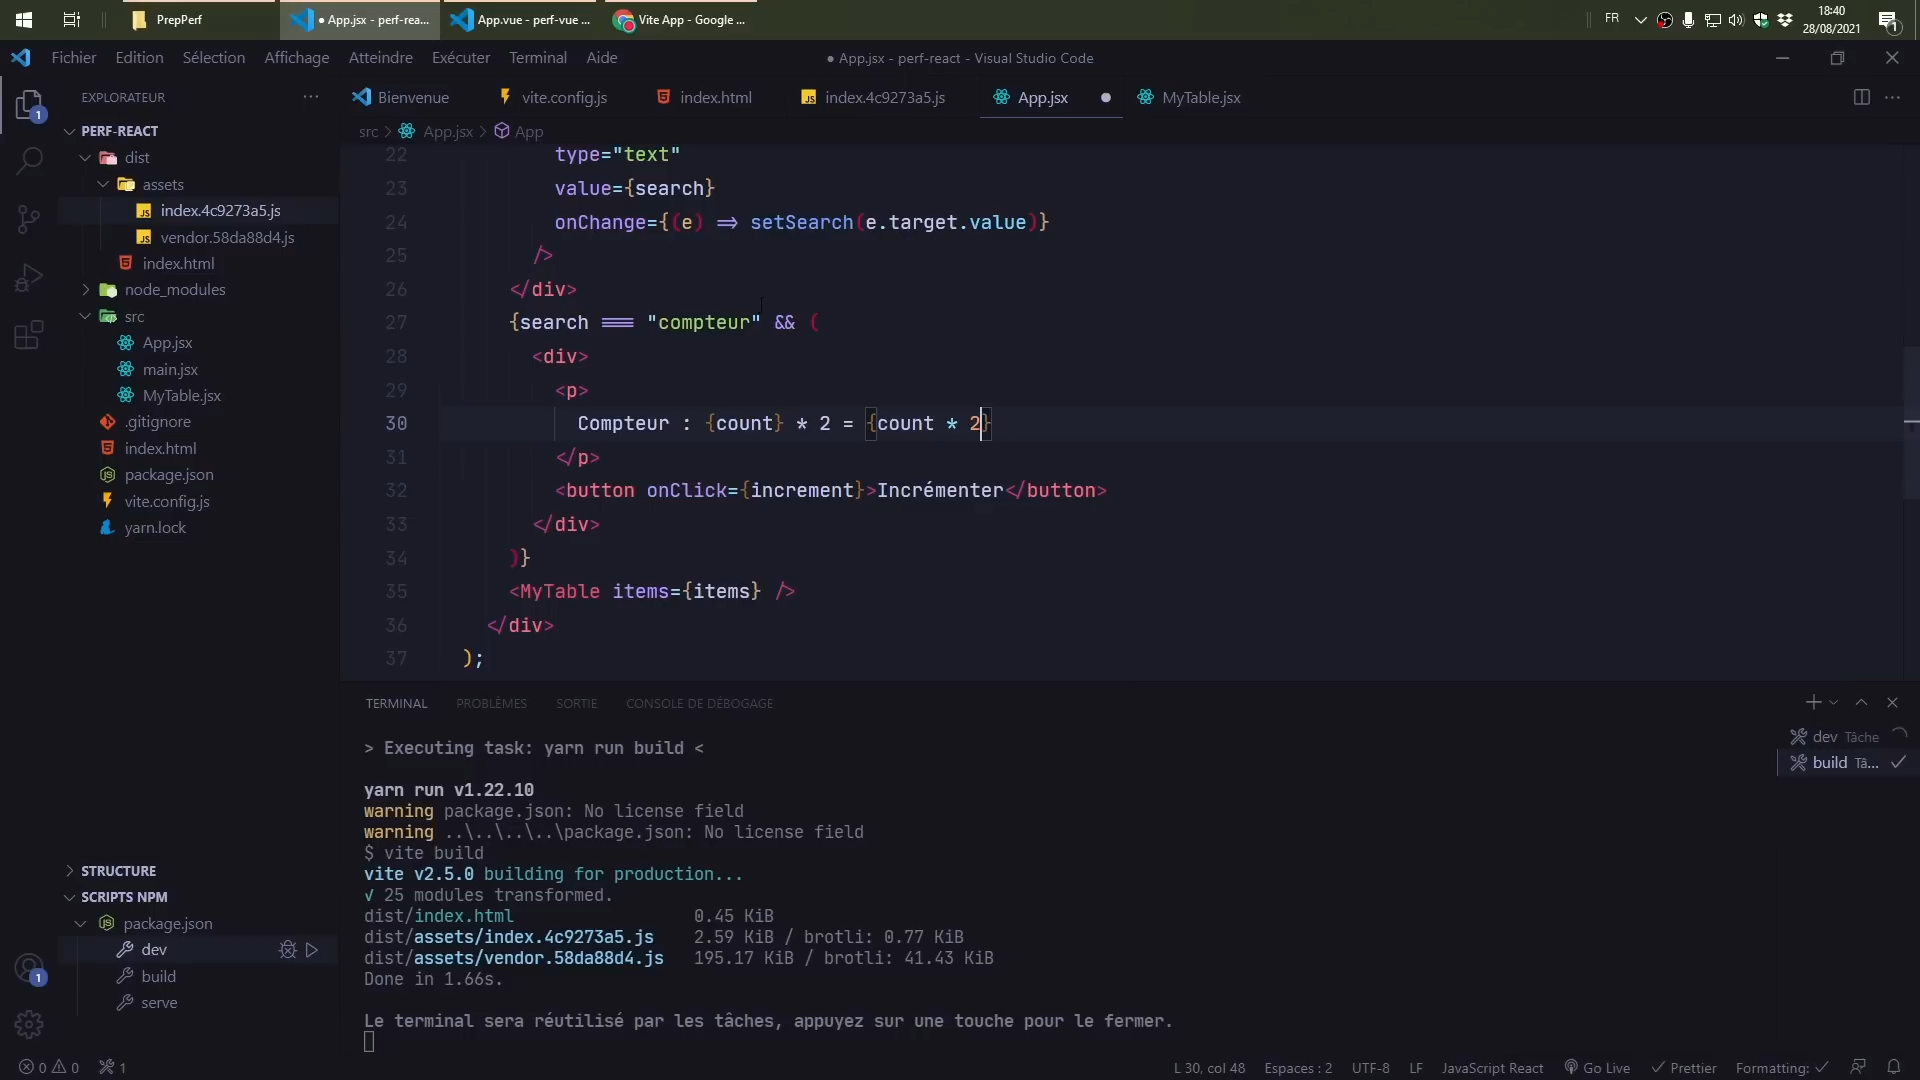 PrepPerf
● App.jsx - perf-rea...
App.vue - perf-vue ...
Vite App - Google ...
FR
18:40
28/08/2021
1
Fichier Edition Sélection Affichage Atteindre Exécuter Terminal Aide
● App.jsx - perf-react - Visual Studio Code
EXPLORATEUR
Bienvenue
vite.config.js
index.html
index.4c9273a5.js
App.jsx
MyTable.jsx
1
PERF-REACT
dist
assets
index.4c9273a5.js
vendor.58da88d4.js
index.html
node_modules
src
App.jsx
main.jsx
MyTable.jsx
.gitignore
index.html
package.json
vite.config.js
yarn.lock
src > App.jsx > App
22 type="text"
23 value={search}
24 onChange={(e) => setSearch(e.target.value)}
25 />
26 </div>
27 {search === "compteur" && (
28 <div>
29 <p>
30 Compteur : {count} * 2 = {count * 2}
31 </p>
32 <button onClick={increment}>Incrémenter</button>
33 </div>
34 )}
35 <MyTable items={items} />
36 </div>
37 );
TERMINAL PROBLÈMES SORTIE CONSOLE DE DÉBOGAGE
> Executing task: yarn run build <
yarn run v1.22.10
warning package.json: No license field
warning ..\..\..\..\package.json: No license field
$ vite build
vite v2.5.0 building for production...
√ 25 modules transformed.
dist/index.html 0.45 KiB
dist/assets/index.4c9273a5.js 2.59 KiB / brotli: 0.77 KiB
dist/assets/vendor.58da88d4.js 195.17 KiB / brotli: 41.43 KiB
Done in 1.66s.
Le terminal sera réutilisé par les tâches, appuyez sur une touche pour le fermer.
dev Tâche
build Tâ...
STRUCTURE
SCRIPTS NPM
package.json
dev
build
serve
1
0 0 1
L 30, col 48 Espaces : 2 UTF-8 LF JavaScript React Go Live Prettier Formatting: ✓